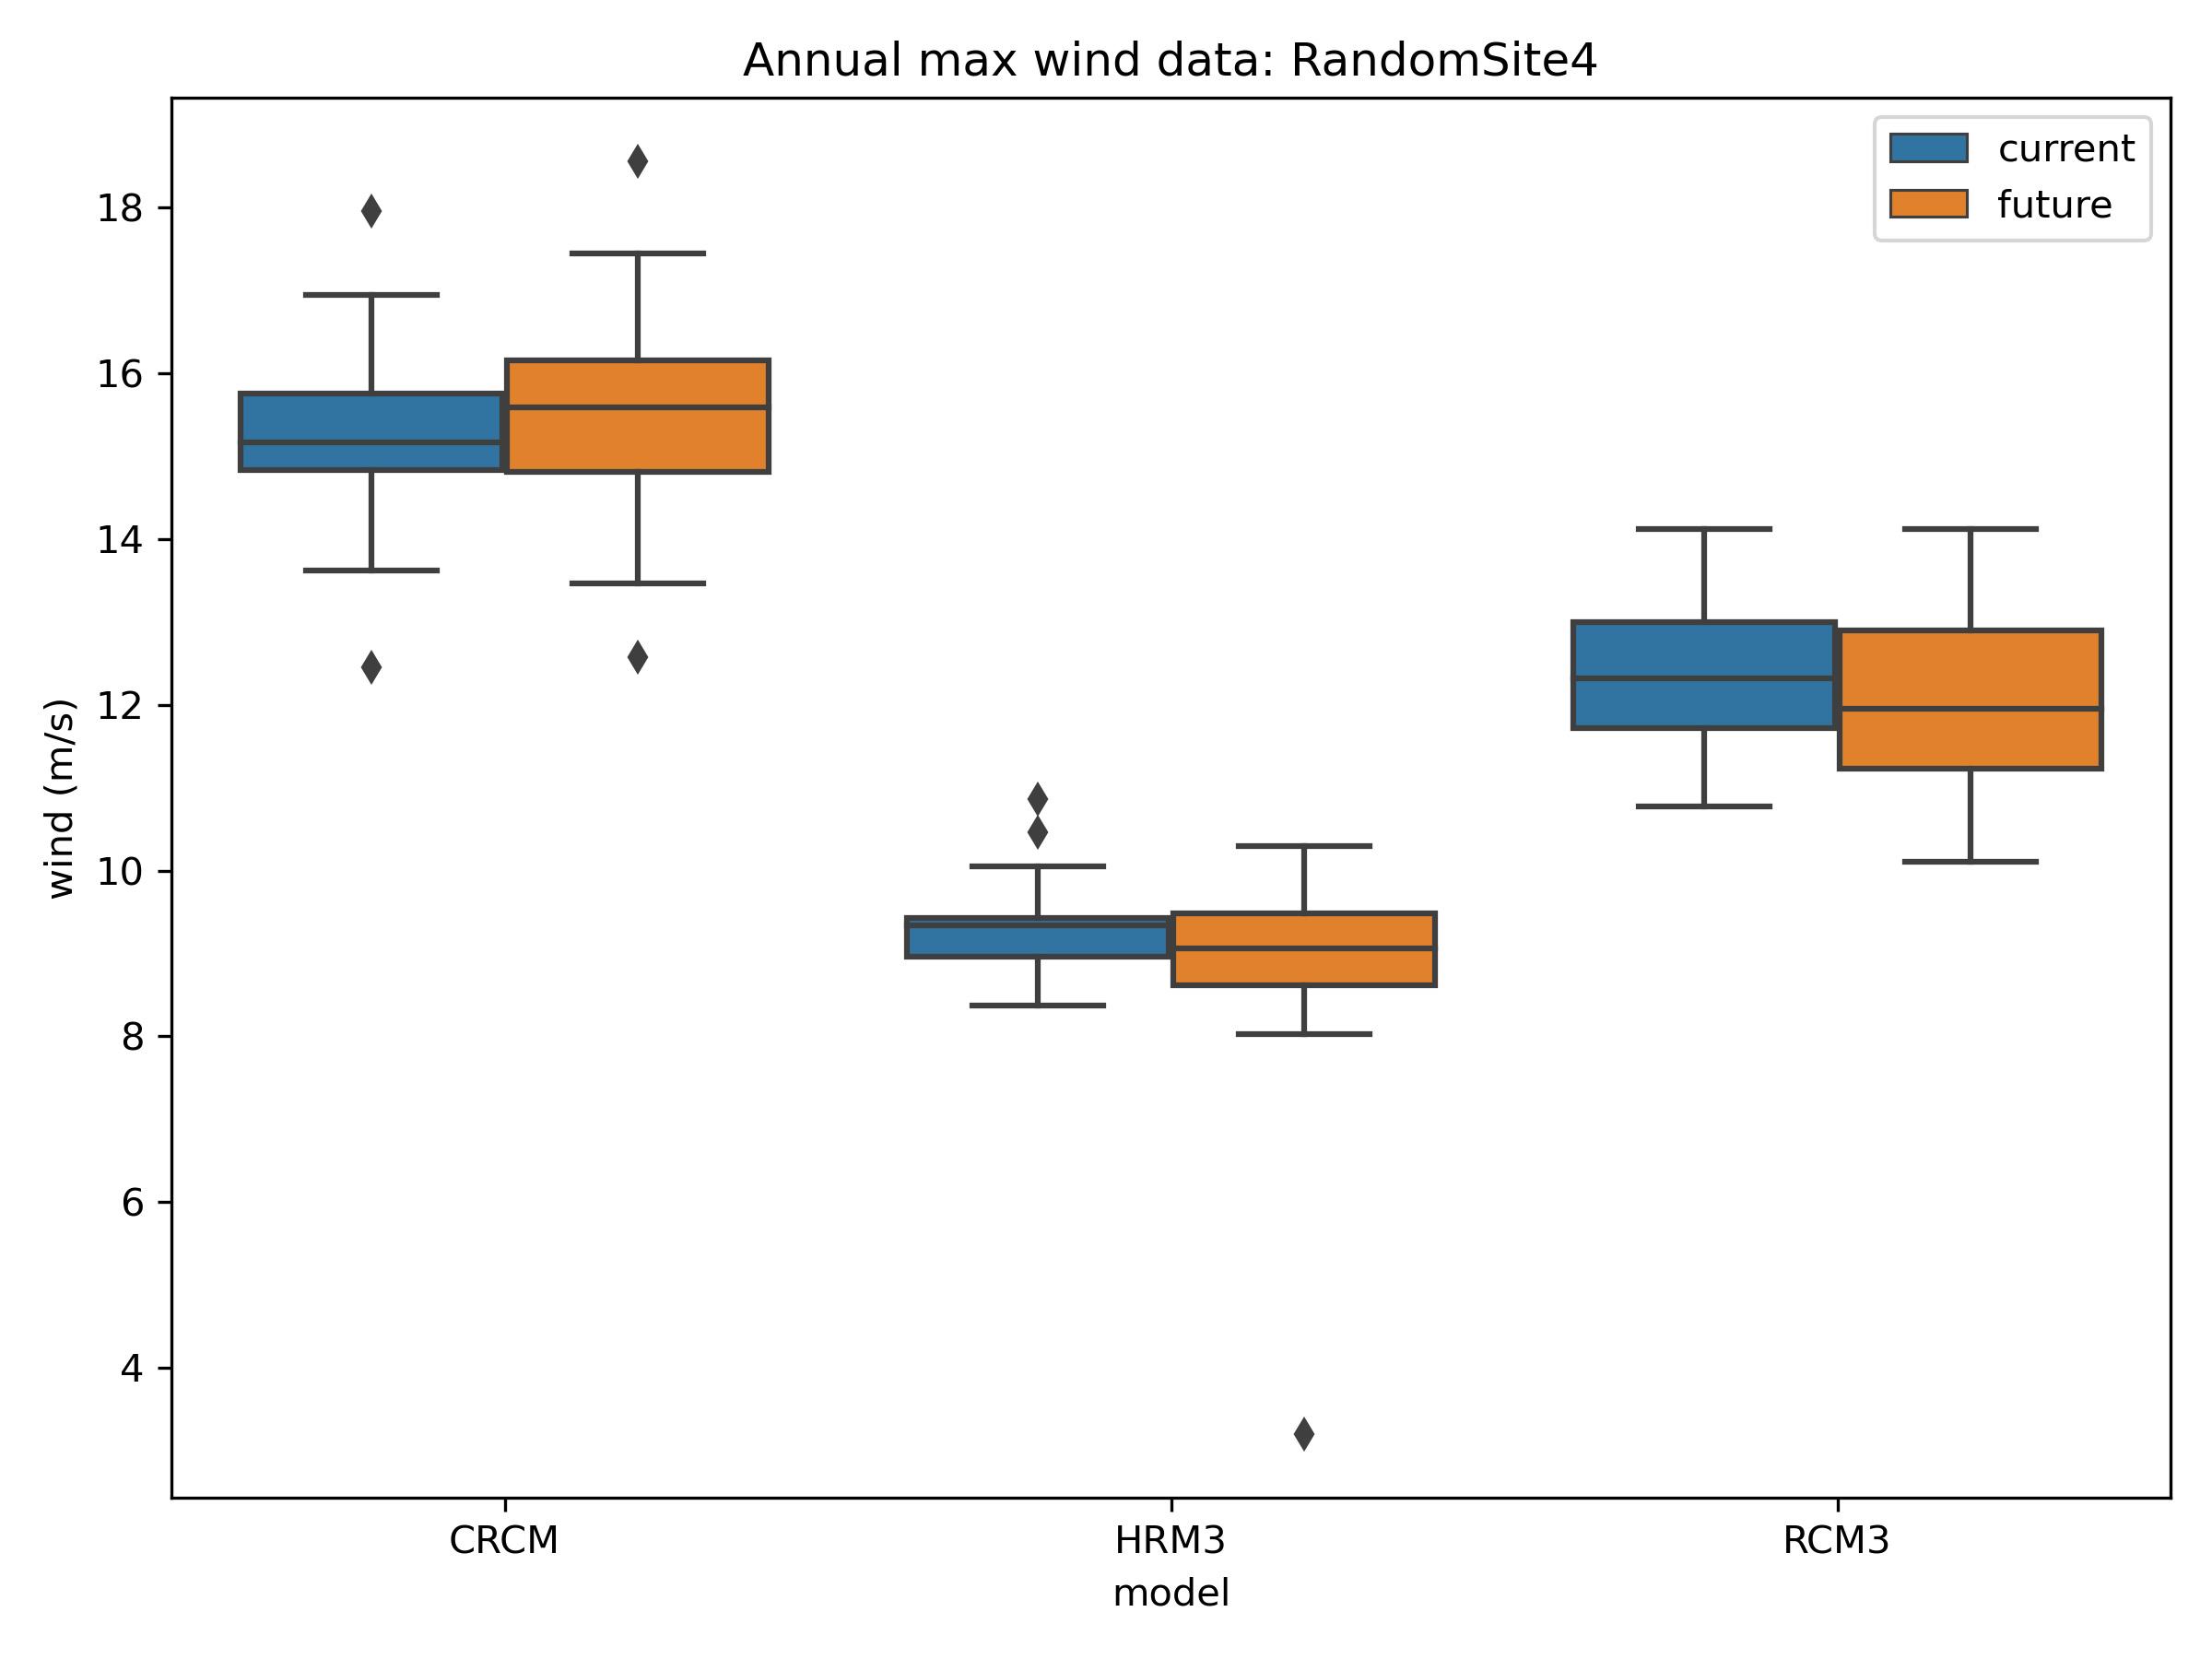 Annual max wind data: RandomSite4
current
future
wind (m/s)
18
16
14
12
10
8
6
4
CRCM
HRM3
RCM3
model